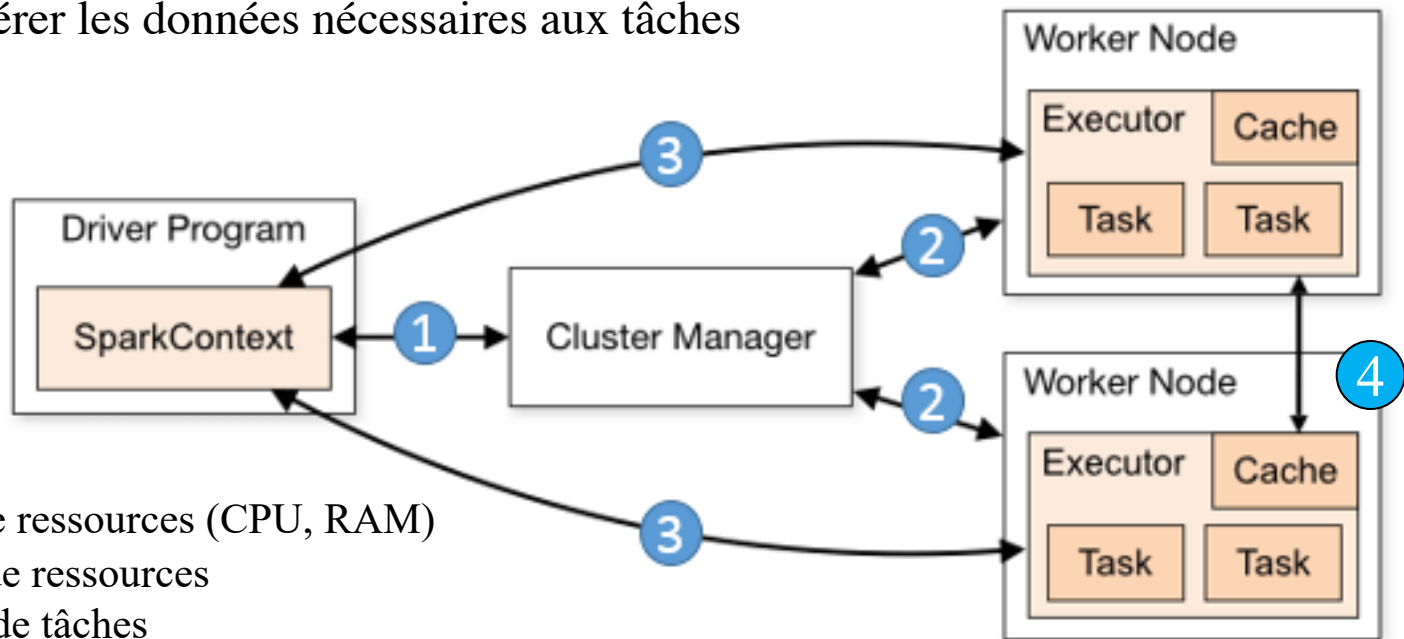 érer les données nécessaires aux tâches
Worker Node
Executor
Cache
Task
Task
3
Driver Program
SparkContext
1
Cluster Manager
2
2
4
Worker Node
Executor
Cache
Task
Task
3
e ressources (CPU, RAM)
de ressources
de tâches